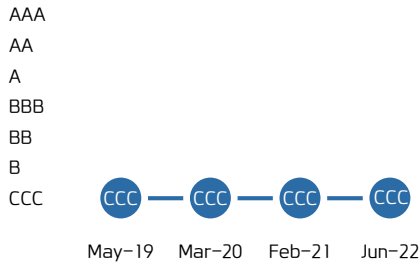 AAA
AA
A
BBB
BB
B
CCC CCC CCC CCC CCC
May-19 Mar-20 Feb-21 Jun-22